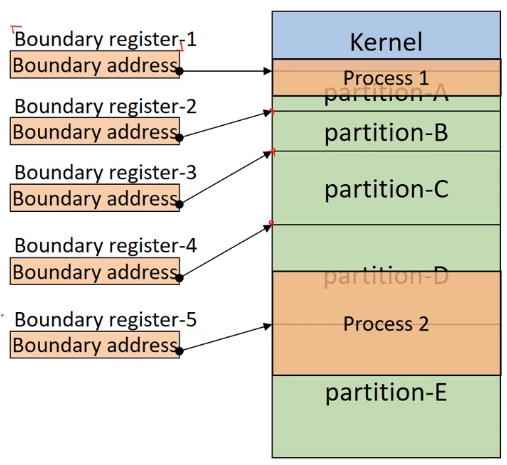 Boundary register-1
Boundary address
Boundary register-2
Boundary address
Boundary register-3
Boundary address
Boundary register-4
Boundary address
Boundary register-5
Boundary address
Kernel
Process 1
partition-A
partition-B
partition-C
partition-D
Process 2
partition-E